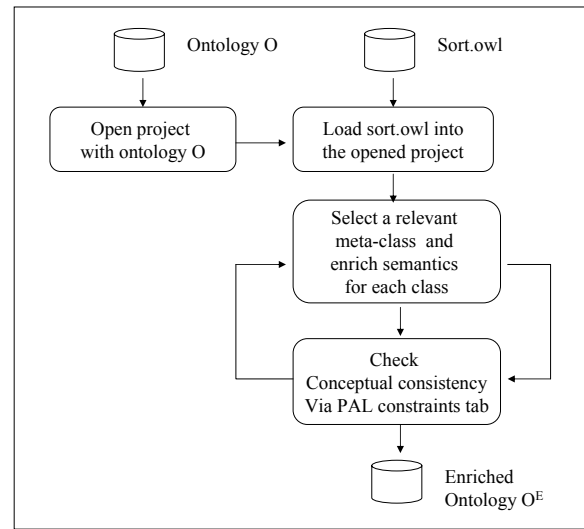 Ontology O
Sort.owl
Open project
with ontology O
Load sort.owl into
the opened project
Select a relevant
meta-class and
enrich semantics
for each class
Check
Conceptual consistency
Via PAL constraints tab
Enriched
Ontology Oᴱ